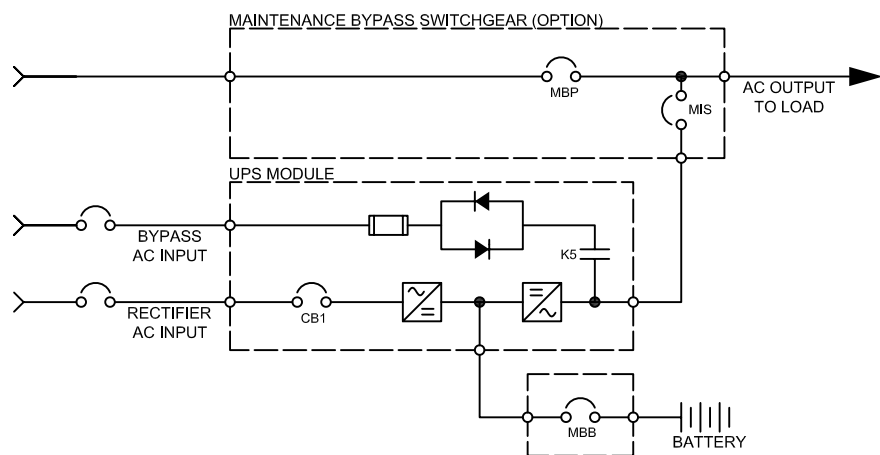 MAINTENANCE BYPASS SWITCHGEAR (OPTION)
MBP
MIS
AC OUTPUT
TO LOAD
UPS MODULE
BYPASS
AC INPUT
K5
RECTIFIER
AC INPUT
CB1
MBB
BATTERY